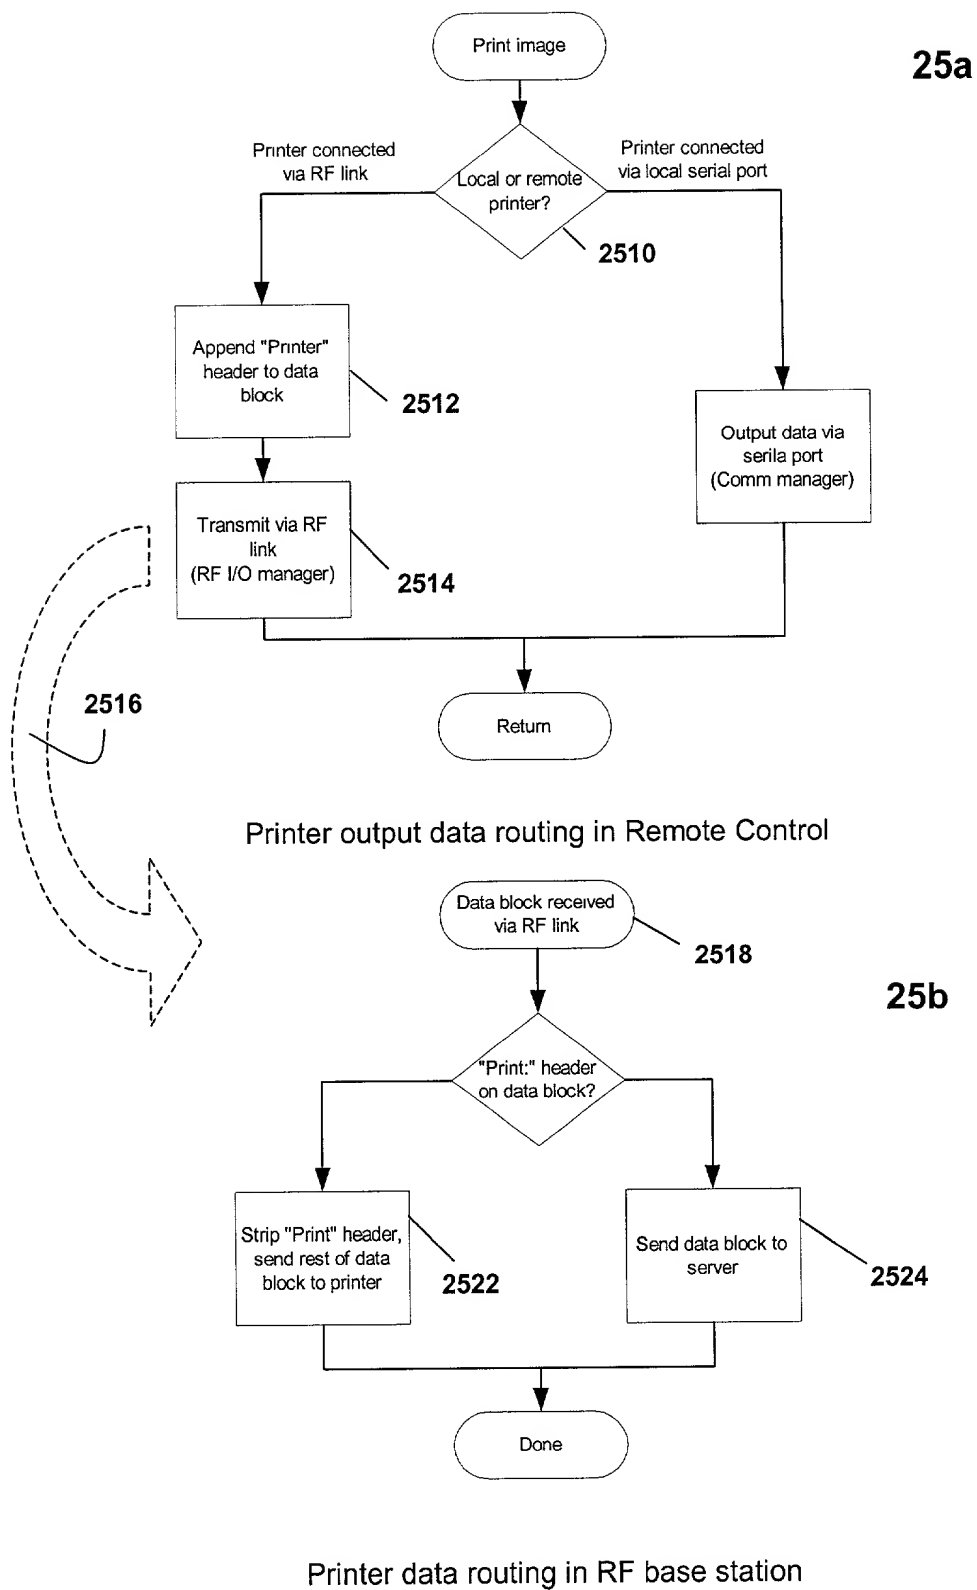 Print image
25a
Printer connected
via RF link
Printer connected
via local serial port
Local or remote
printer?
2510
Append "Printer"
header to data
block
2512
Output data via
serila port
(Comm manager)
Transmit via RF
link
(RF I/O manager)
2514
2516
Return
Printer output data routing in Remote Control
Data block received
via RF link
2518
25b
"Print:" header
on data block?
Strip "Print" header,
send rest of data
block to printer
2522
Send data block to
server
2524
Done
Printer data routing in RF base station